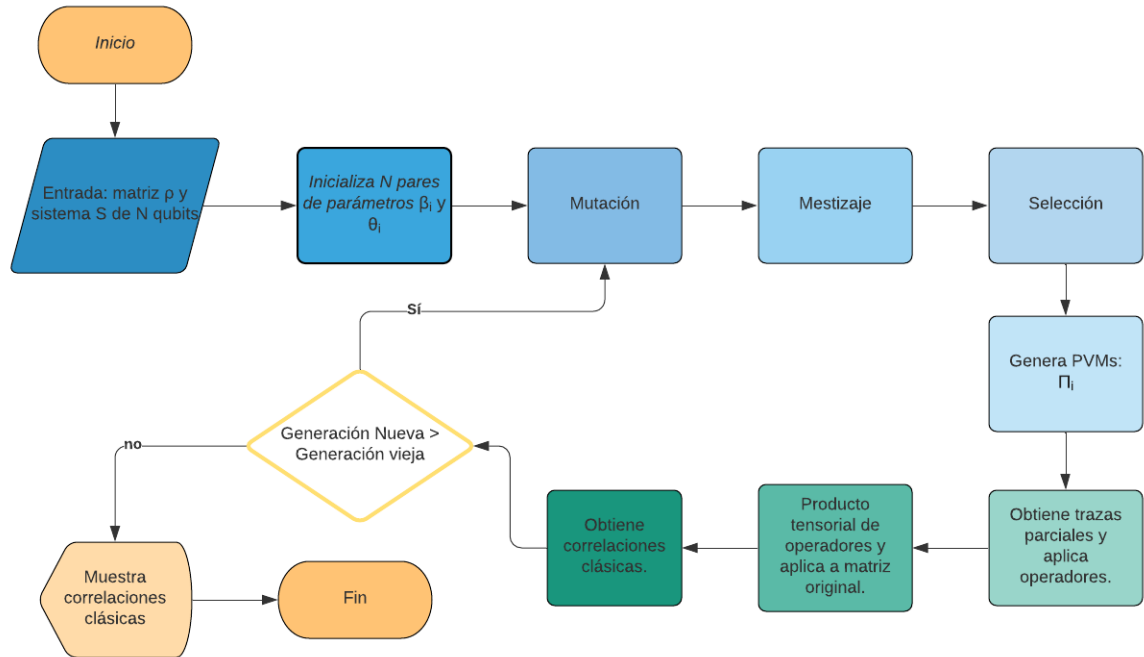 Inicio
Entrada: matriz ρ y
sistema S de N qubits
Inicializa N pares
de parámetros βᵢ y
θᵢ
Mutación
Mestizaje
Selección
Sí
Genera PVMs:
Πᵢ
Generación Nueva >
Generación vieja
no
Obtiene
correlaciones
clásicas.
Producto
tensorial de
operadores y
aplica a matriz
original.
Obtiene trazas
parciales y
aplica
operadores.
Muestra
correlaciones
clásicas
Fin